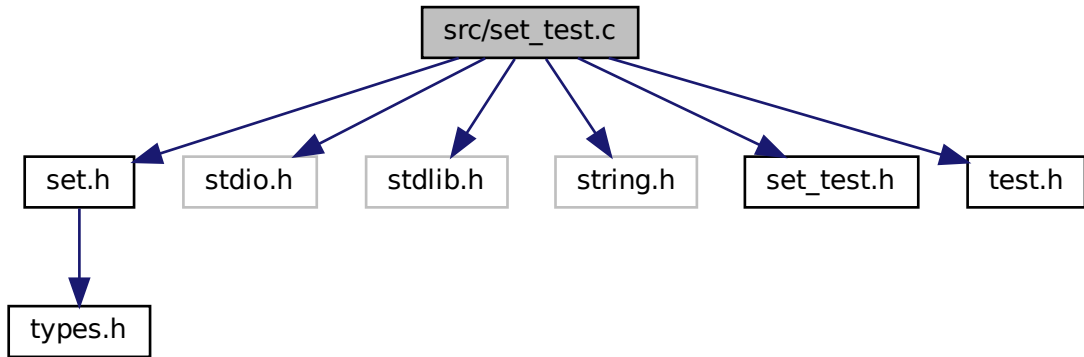 src/set_test.c
set.h
stdio.h
stdlib.h
string.h
set_test.h
test.h
types.h